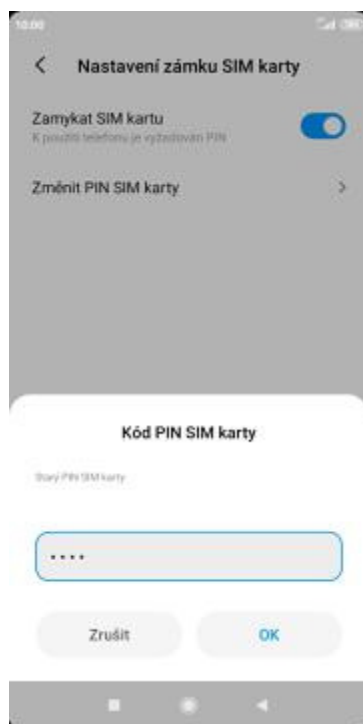 10:00
Nastavení zámku SIM karty
Zamykat SIM kartu
K použití telefonu je vyžadován PIN
Změnit PIN SIM karty
Kód PIN SIM karty
Starý PIN SIM karty
••••
Zrušit
OK